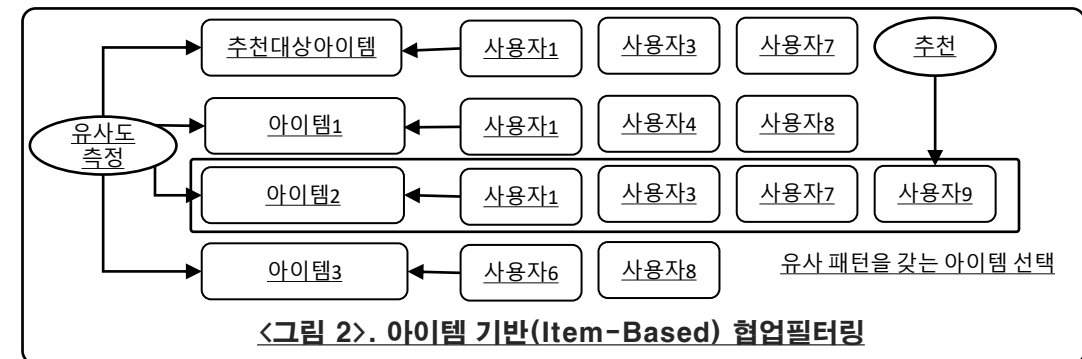 추천대상아이템 사용자1 사용자3 사용자7 추천
유사도
측정
아이템1 사용자1 사용자4 사용자8
아이템2 사용자1 사용자3 사용자7 사용자9
아이템3 사용자6 사용자8 유사 패턴을 갖는 아이템 선택
<그림 2>. 아이템 기반(Item-Based) 협업필터링